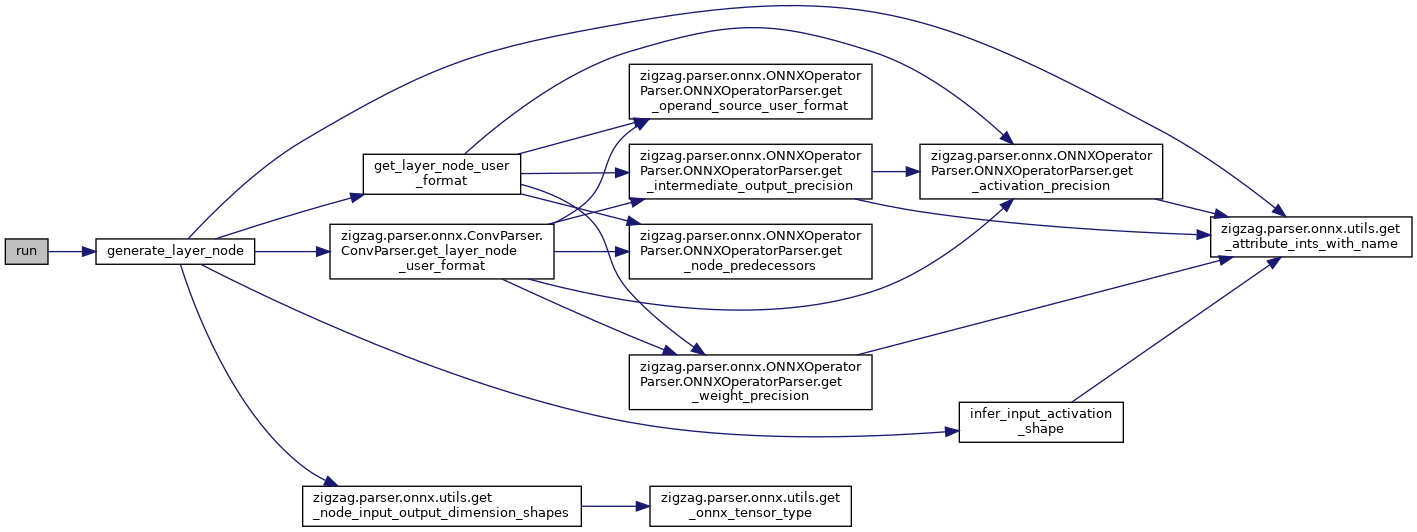 run
generate_layer_node
get_layer_node_user
_format
zigzag.parser.onnx.ConvParser.
ConvParser.get_layer_node
_user_format
zigzag.parser.onnx.utils.get
_node_input_output_dimension_shapes
zigzag.parser.onnx.ONNXOperator
Parser.ONNXOperatorParser.get
_operand_source_user_format
zigzag.parser.onnx.ONNXOperator
Parser.ONNXOperatorParser.get
_intermediate_output_precision
zigzag.parser.onnx.ONNXOperator
Parser.ONNXOperatorParser.get
_node_predecessors
zigzag.parser.onnx.ONNXOperator
Parser.ONNXOperatorParser.get
_weight_precision
zigzag.parser.onnx.utils.get
_onnx_tensor_type
zigzag.parser.onnx.ONNXOperator
Parser.ONNXOperatorParser.get
_activation_precision
infer_input_activation
_shape
zigzag.parser.onnx.utils.get
_attribute_ints_with_name